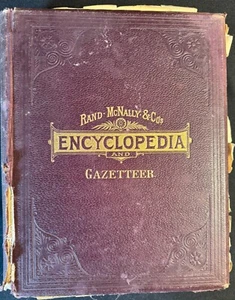 RAND McNALLY & CO'S
ENCYCLOPEDIA
AND
GAZETTEER